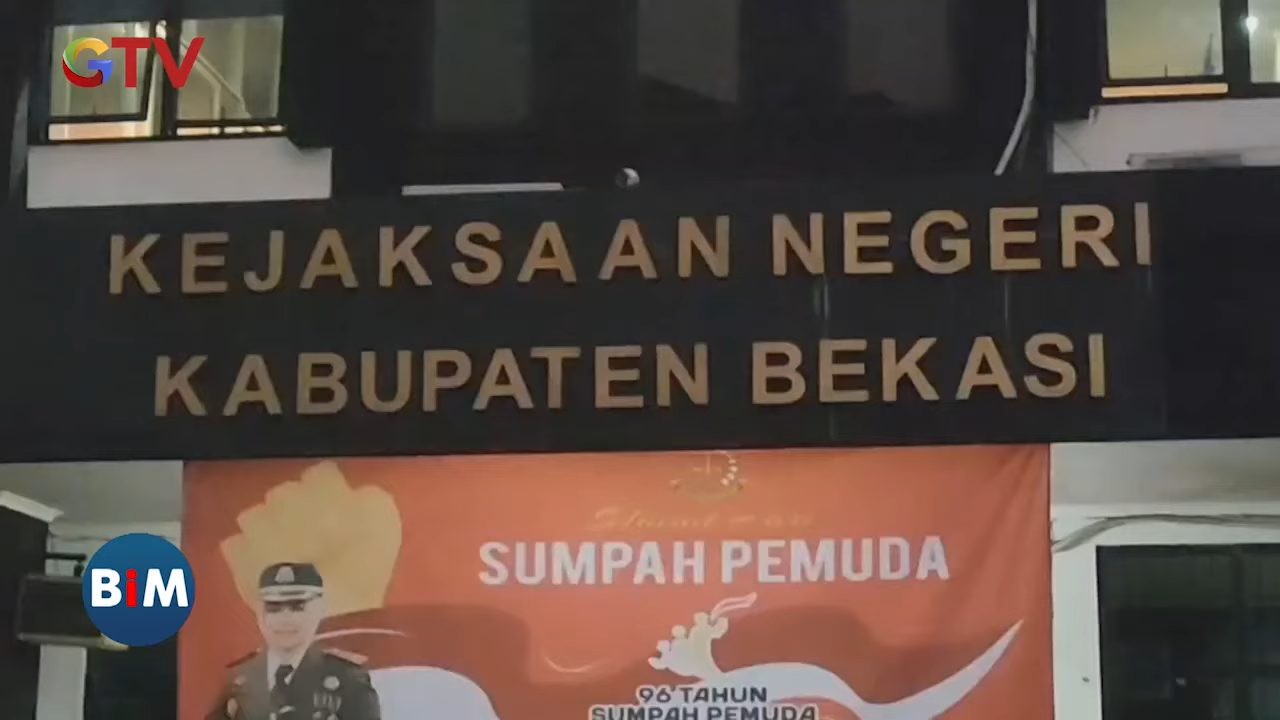 GTV
KEJAKSAAN NEGERI
KABUPATEN BEKASI
SUMPAH PEMUDA
BiM
96 TAHUN
SUMPAH PEMUDA